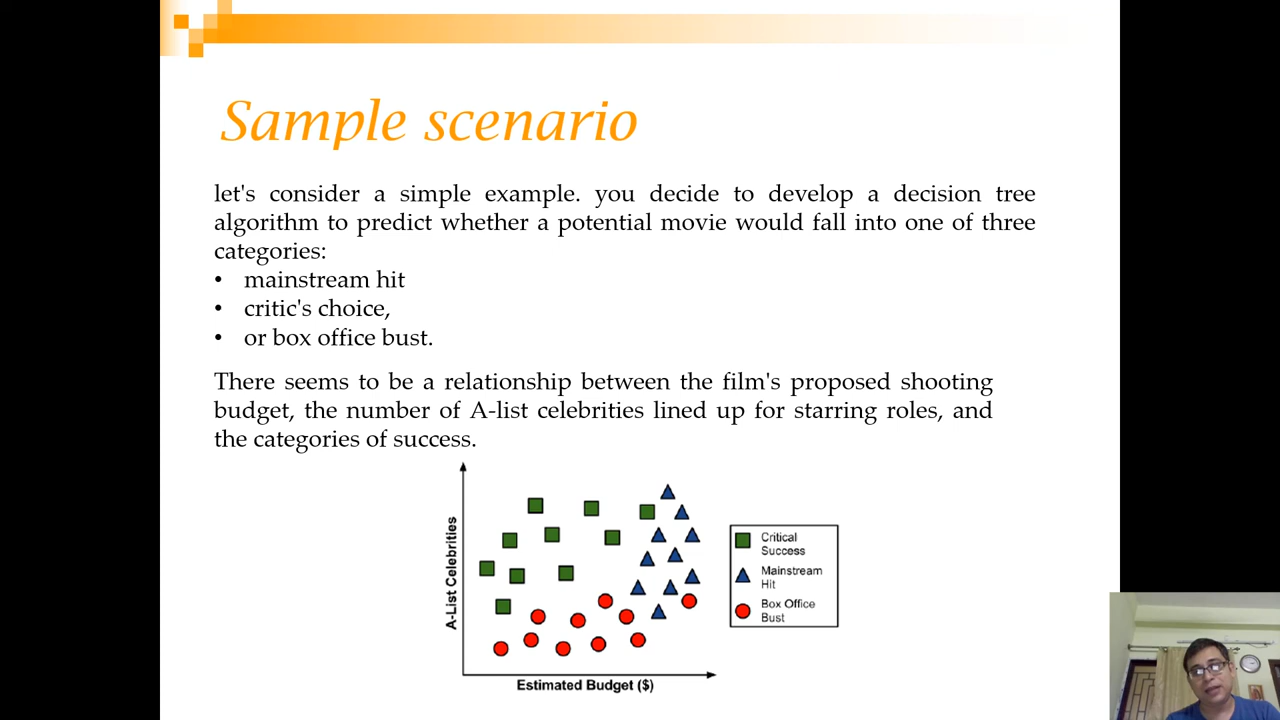 Sample scenario
let's consider a simple example. you decide to develop a decision tree
algorithm to predict whether a potential movie would fall into one of three
categories:
• mainstream hit
• critic's choice,
• or box office bust.
There seems to be a relationship between the film's proposed shooting
budget, the number of A-list celebrities lined up for starring roles, and
the categories of success.
A-List Celebrities
Critical
Success
Mainstream
Hit
Box Office
Bust
Estimated Budget ($)